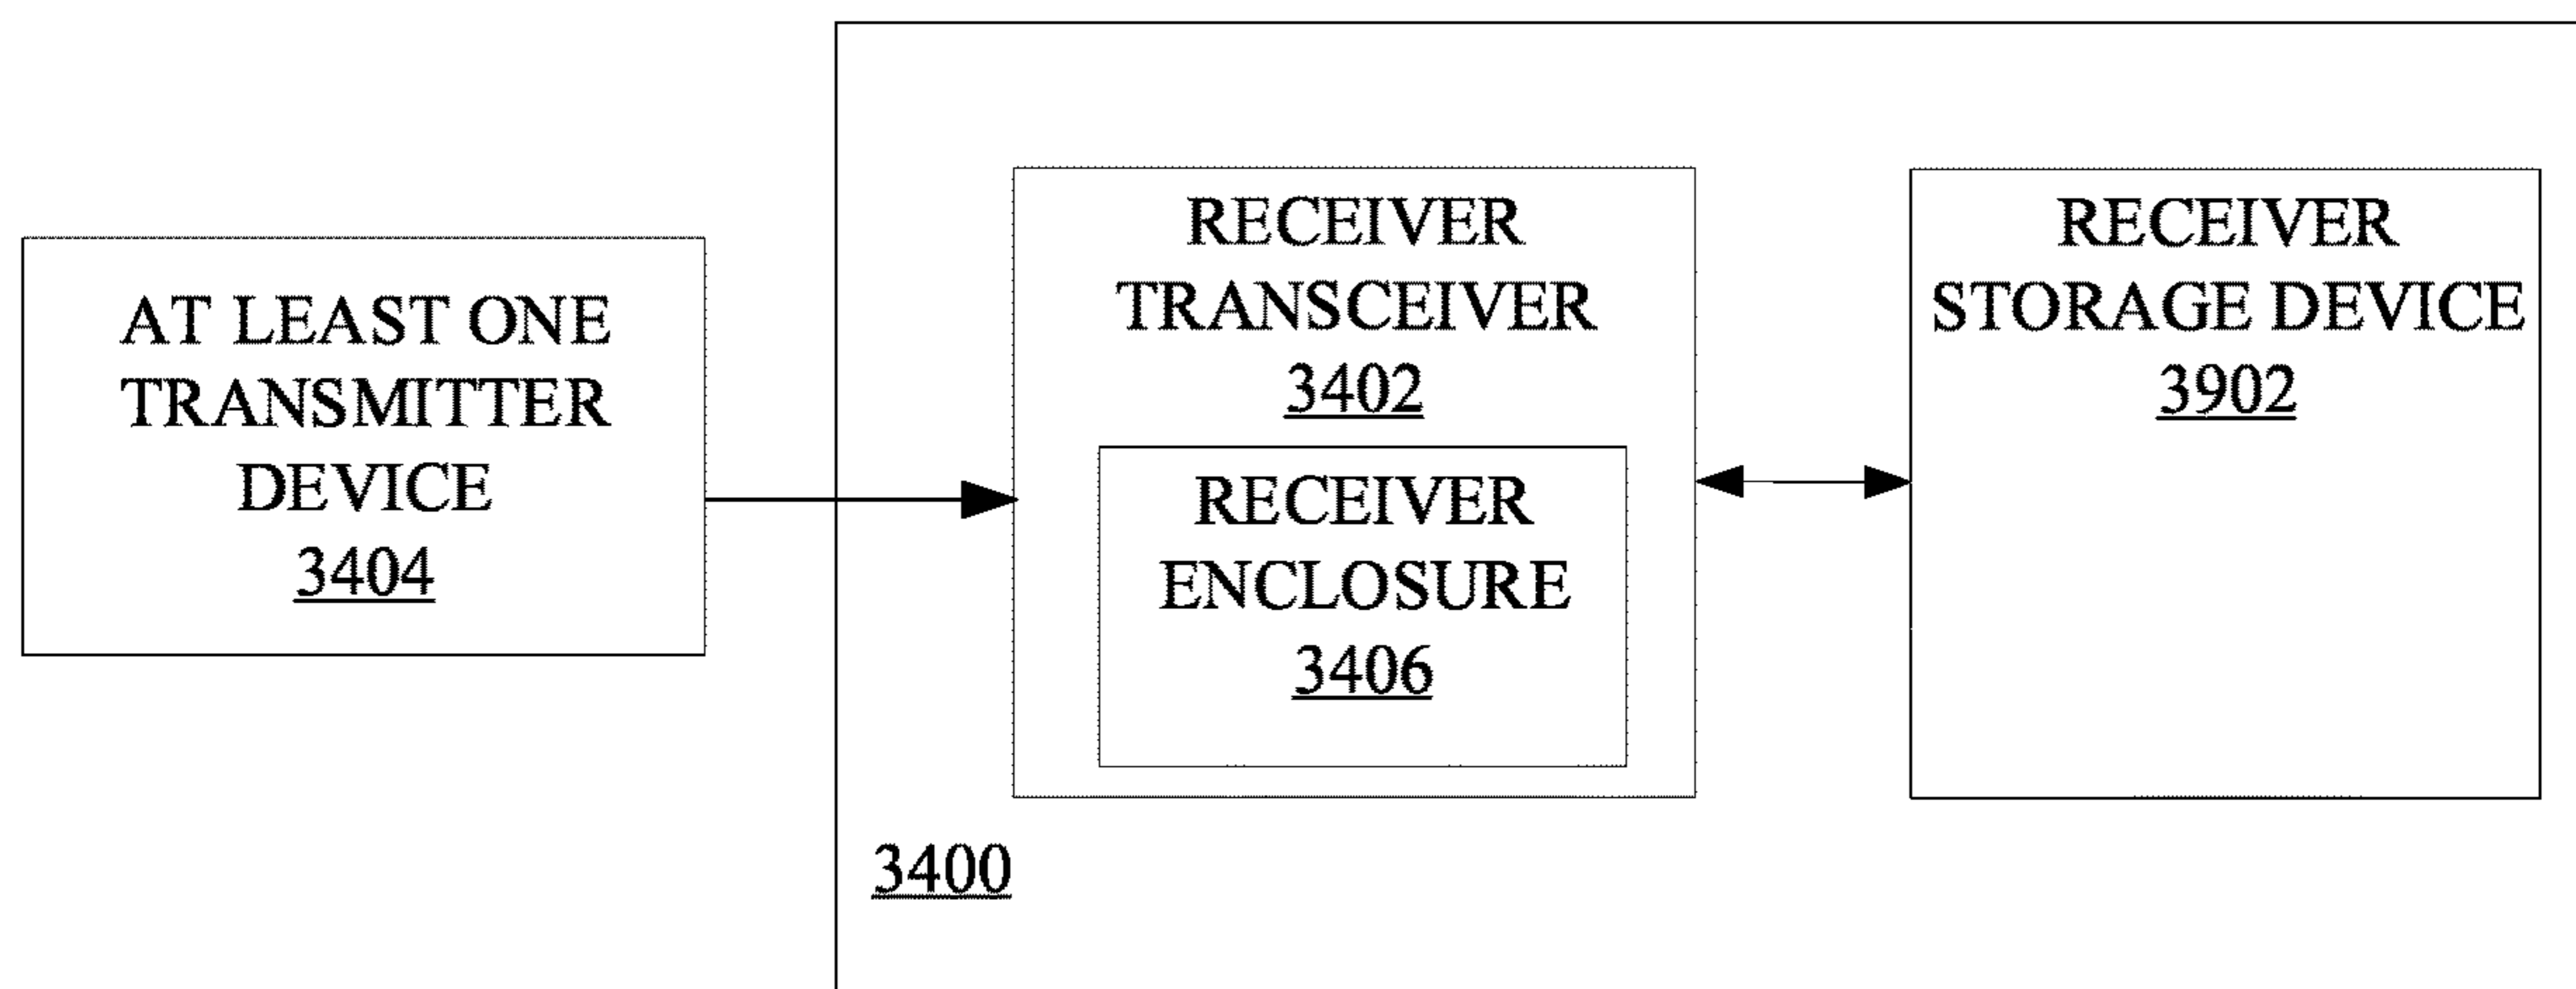 AT LEAST ONE
TRANSMITTER
DEVICE
3404
RECEIVER
TRANSCEIVER
3402
RECEIVER
ENCLOSURE
3406
RECEIVER
STORAGE DEVICE
3902
3400